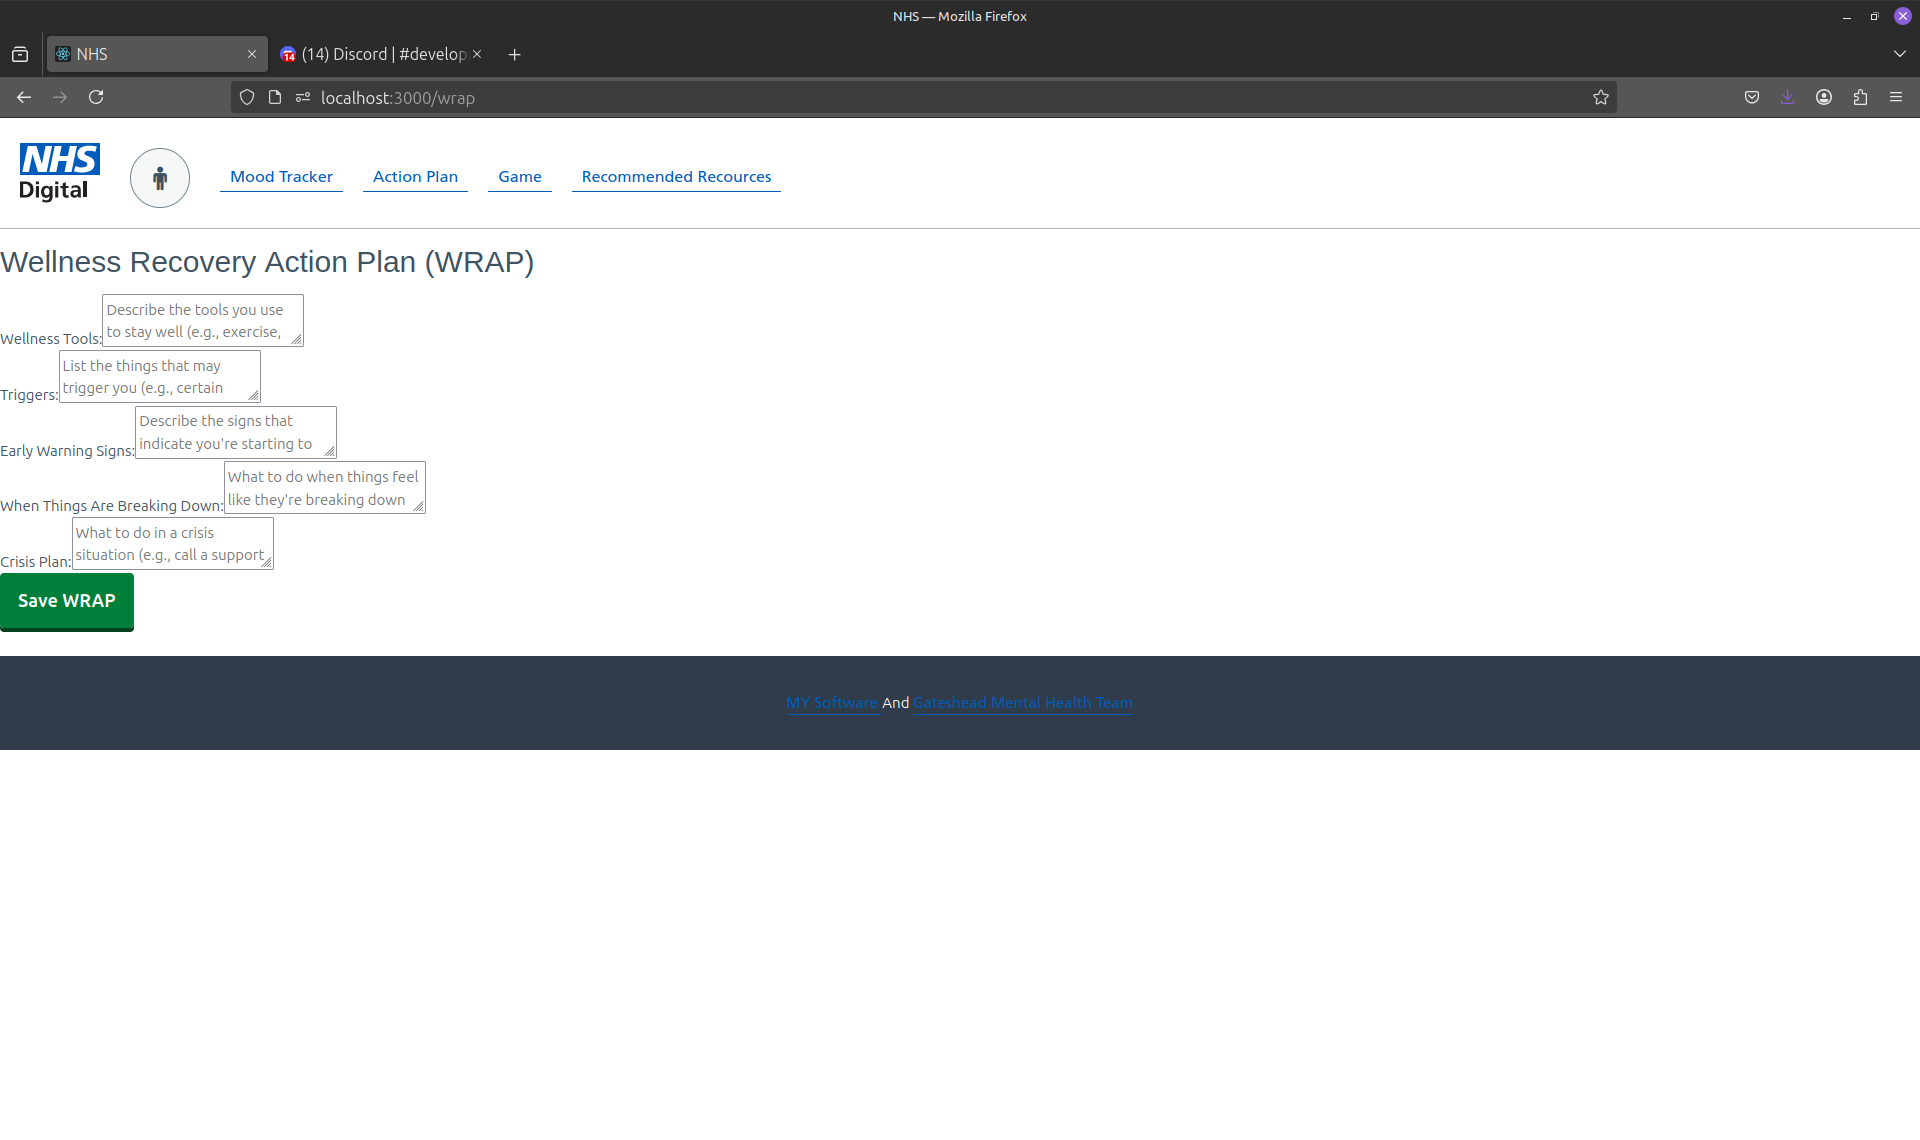 NHS — Mozilla Firefox
NHS
14 (14) Discord | #develop
localhost:3000/wrap
NHS
Digital
Mood Tracker Action Plan Game Recommended Recources
Wellness Recovery Action Plan (WRAP)
Describe the tools you use
to stay well (e.g., exercise,
Wellness Tools:
List the things that may
trigger you (e.g., certain
Triggers:
Describe the signs that
indicate you're starting to
Early Warning Signs:
What to do when things feel
like they're breaking down
When Things Are Breaking Down:
What to do in a crisis
situation (e.g., call a support
Crisis Plan:
Save WRAP
MY Software And Gateshead Mental Health Team